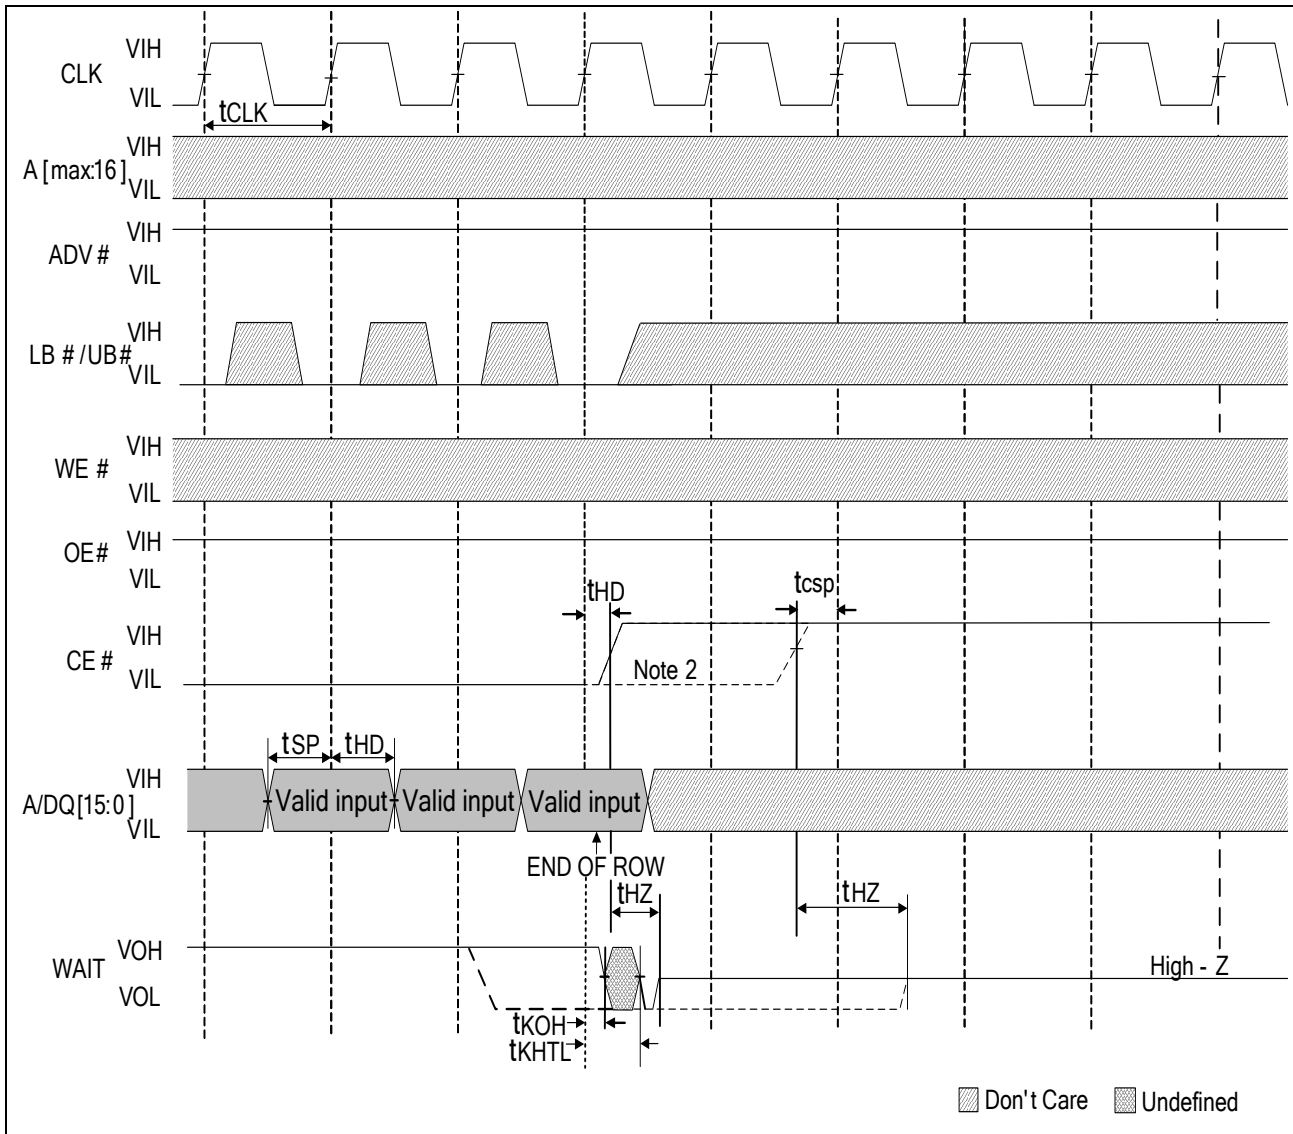 VIH
CLK
VIL
tCLK
VIH
A [max:16]
VIL
VIH
ADV #
VIL
VIH
LB # /UB#
VIL
VIH
WE #
VIL
VIH
OE#
VIL
tHD
tcsp
VIH
CE #
VIL
Note 2
tSP
tHD
VIH
A/DQ[15:0]
VIL
Valid input
Valid input
Valid input
END OF ROW
tHZ
tHZ
VOH
WAIT
VOL
High - Z
tKOH
tKHTL
Don't Care
Undefined